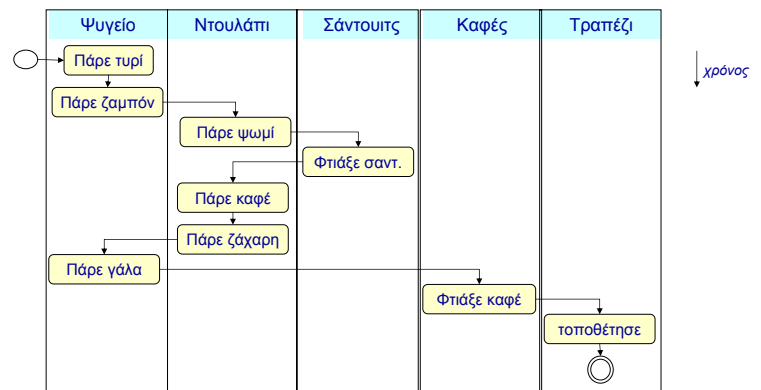 Ψυγείο
Ντουλάπι
Σάντουιτς
Καφές
Τραπέζι
Πάρε τυρί
χρόνος
Πάρε ζαμπόν
Πάρε ψωμί
Φτιάξε σαντ.
Πάρε καφέ
Πάρε ζάχαρη
Πάρε γάλα
Φτιάξε καφέ
τοποθέτησε